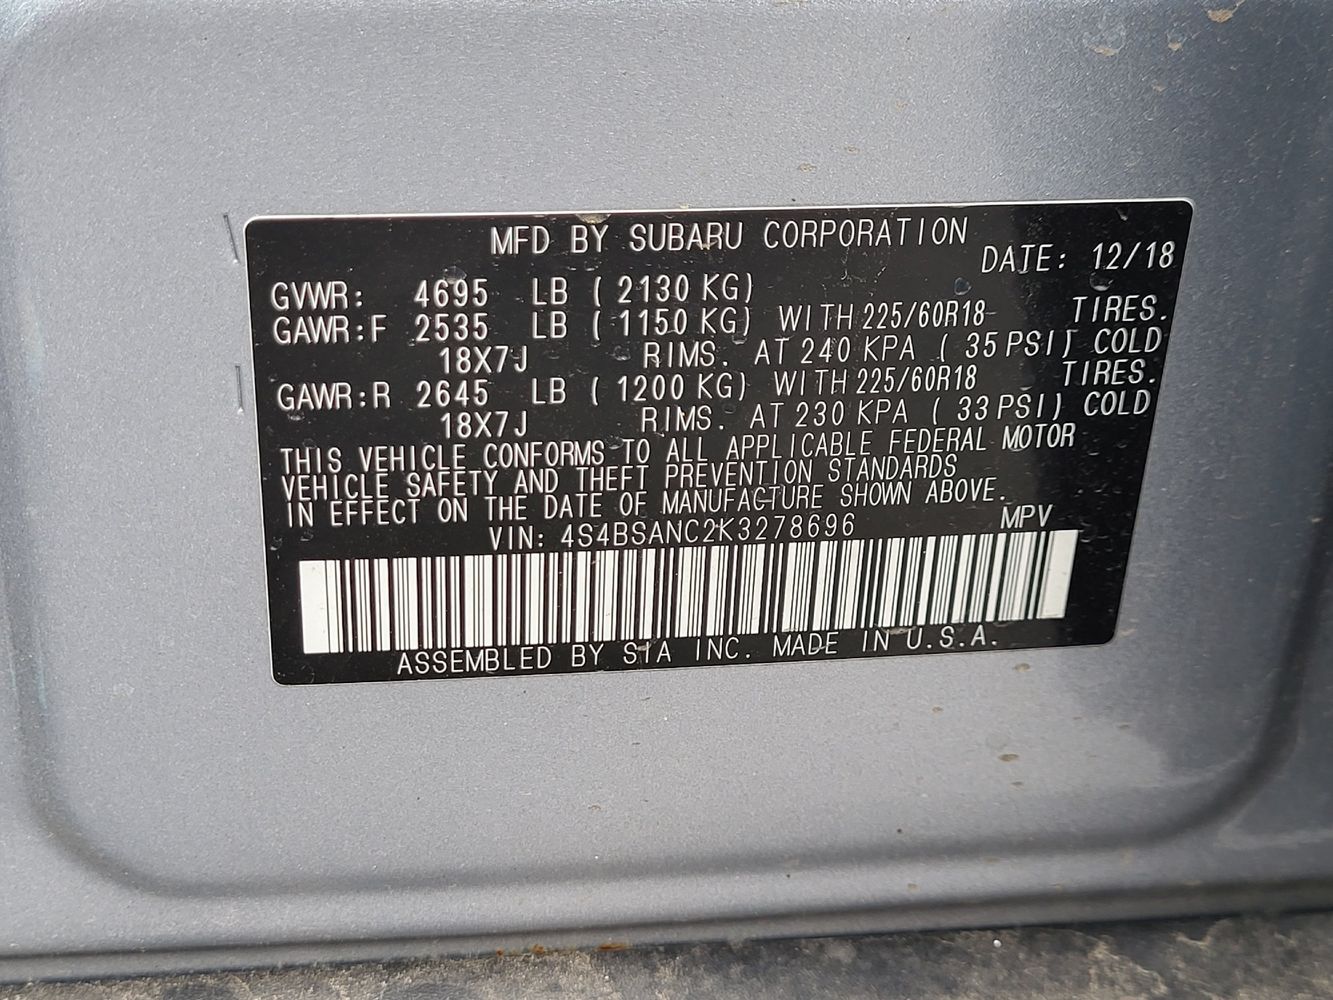 MFD BY SUBARU CORPORATION
DATE: 12/18
GVWR: 4695 LB ( 2130 KG)
GAWR:F 2535 LB ( 1150 KG) WITH 225/60R18 TIRES.
18X7J RIMS. AT 240 KPA ( 35 PSI) COLD
GAWR:R 2645 LB ( 1200 KG) WITH 225/60R18 TIRES.
18X7J RIMS. AT 230 KPA ( 33 PSI) COLD
THIS VEHICLE CONFORMS TO ALL APPLICABLE FEDERAL MOTOR
VEHICLE SAFETY AND THEFT PREVENTION STANDARDS
IN EFFECT ON THE DATE OF MANUFACTURE SHOWN ABOVE.
VIN: 4S4BSANC2K3278696 MPV
ASSEMBLED BY SIA INC. MADE IN U.S.A.